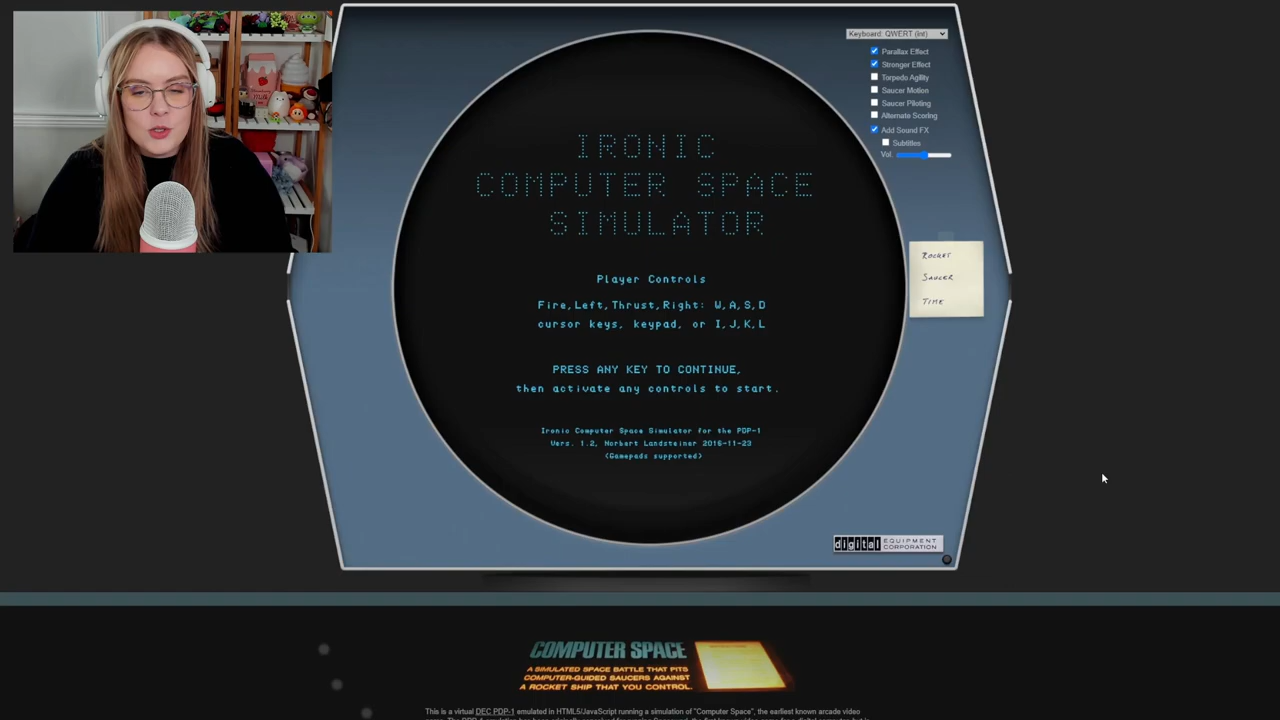 Keyboard: QWERT (int)
Parallax Effect
Stronger Effect
Torpedo Agility
Saucer Motion
Saucer Piloting
Alternate Scoring
Add Sound FX
Subtitles
Vol.
IRONIC
COMPUTER SPACE
SIMULATOR
Player Controls
Fire,Left,Thrust,Right: W,A,S,D
cursor keys, keypad, or I,J,K,L
PRESS ANY KEY TO CONTINUE,
then activate any controls to start.
Ironic Computer Space Simulator for the PDP-1
Vers. 1.2, Norbert Landsteiner 2016-11-23
(Gamepads supported)
ROCKET
SAUCER
TIME
digital EQUIPMENT
CORPORATION
COMPUTER SPACE
A SIMULATED SPACE BATTLE THAT PITS
COMPUTER-GUIDED SAUCERS AGAINST
A ROCKET SHIP THAT YOU CONTROL.
This is a virtual DEC PDP-1 emulated in HTML5/JavaScript running a simulation of "Computer Space", the earliest known arcade video